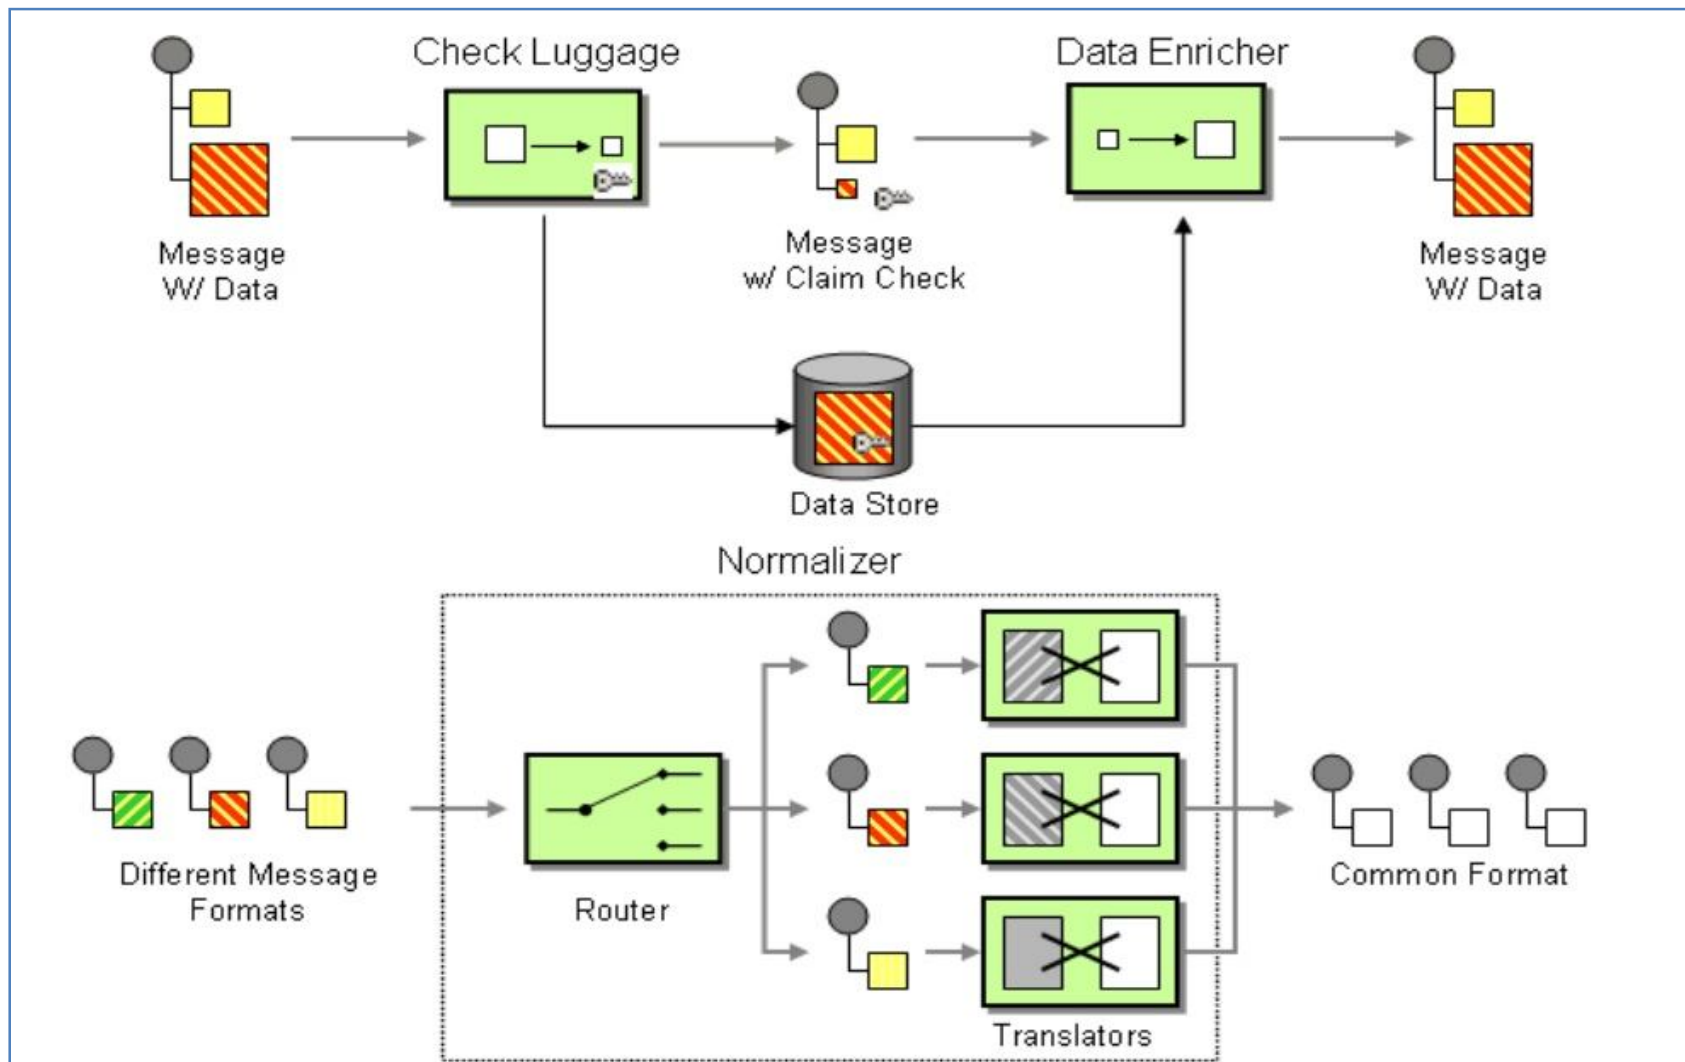 Check Luggage
Data Enricher
Message
W/ Data
Message
w/ Claim Check
Message
W/ Data
Data Store
Normalizer
Different Message
Formats
Router
Translators
Common Format